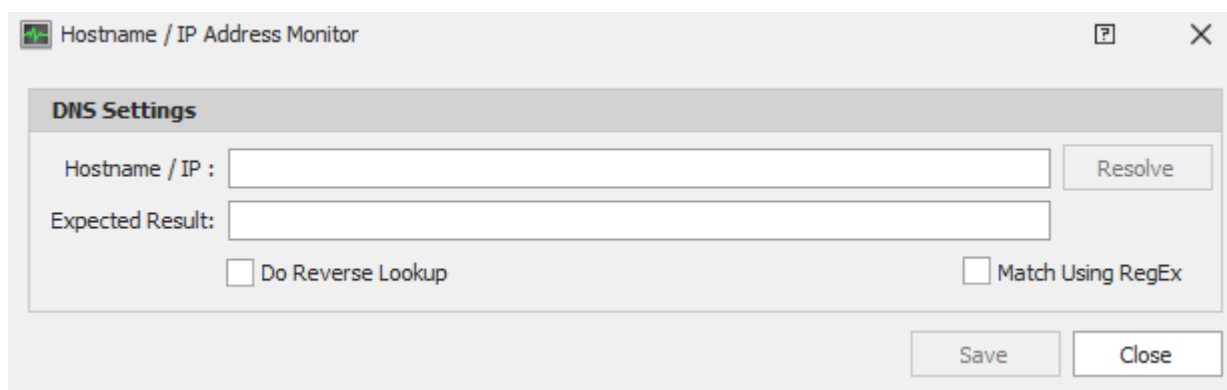 Hostname / IP Address Monitor ?
DNS Settings
Hostname / IP : Resolve
Expected Result:
Do Reverse Lookup Match Using RegEx
Save Close